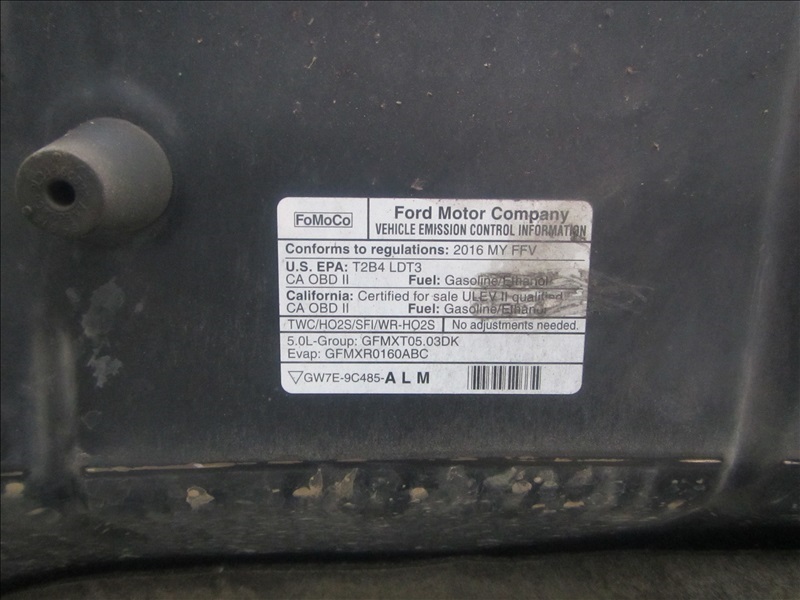 FoMoCo
Ford Motor Company
VEHICLE EMISSION CONTROL INFORMATION
Conforms to regulations: 2016 MY FFV
U.S. EPA: T2B4 LDT3
CA OBD II Fuel: Gasoline/Ethanol
California: Certified for sale ULEV II qualified
CA OBD II Fuel: Gasoline/Ethanol
TWC/HO2S/SFI/WR-HO2S No adjustments needed.
5.0L-Group: GFMXT05.03DK
Evap: GFMXR0160ABC
GW7E-9C485-A L M